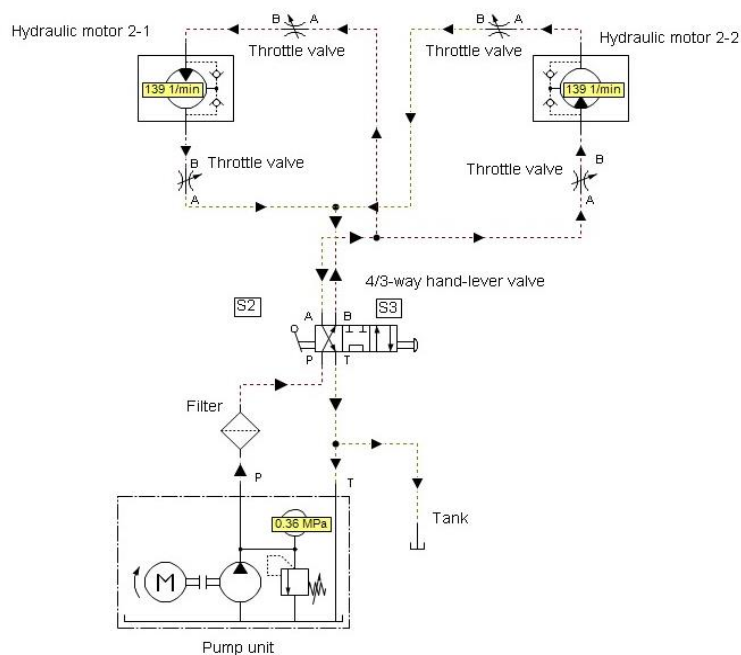 B A
Throttle valve
Hydraulic motor 2-1
139 1/min
B
Throttle valve
A
B A
Throttle valve
Hydraulic motor 2-2
139 1/min
B
Throttle valve
A
4/3-way hand-lever valve
S2
A B
S3
P T
Filter
P
T
0.36 MPa
M
Tank
Pump unit